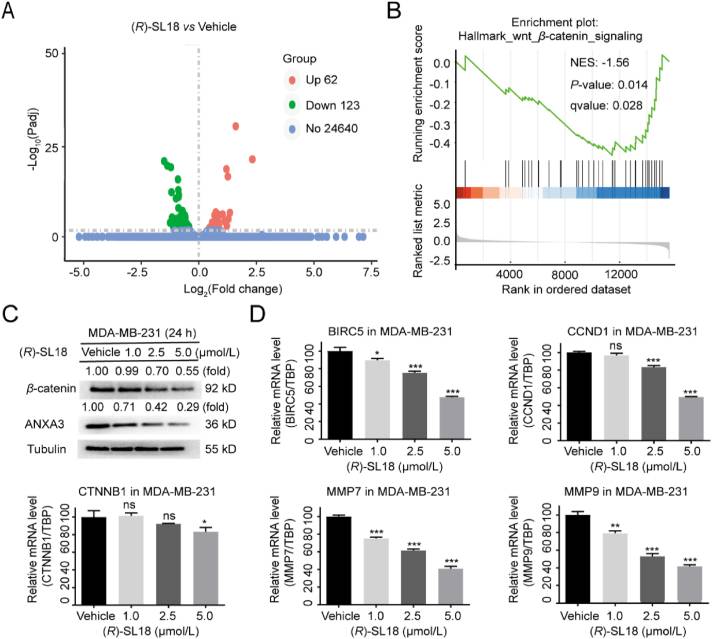 A
(R)-SL18 vs Vehicle
Group
Up 62
Down 123
No 24640
-Log10(Padj)
50
25
0
-5.0
-2.5
0.0
2.5
5.0
7.5
Log2(Fold change)
B
Enrichment plot:
Hallmark_wnt_β-catenin_signaling
NES: -1.56
P-value: 0.014
qvalue: 0.028
Running enrichment score
0.0
-0.1
-0.2
-0.3
-0.4
Ranked list metric
5.0
2.5
0.0
-2.5
4000
8000
12000
Rank in ordered dataset
C
MDA-MB-231 (24 h)
(R)-SL18 Vehicle 1.0 2.5 5.0 (μmol/L)
1.00 0.99 0.70 0.55 (fold)
β-catenin 92 kD
1.00 0.71 0.42 0.29 (fold)
ANXA3 36 kD
Tubulin 55 kD
CTNNB1 in MDA-MB-231
Relative mRNA level
(CTNNB1/TBP)
0 20 40 60 80 100
ns
ns
*
Vehicle 1.0 2.5 5.0
(R)-SL18 (μmol/L)
D
BIRC5 in MDA-MB-231
Relative mRNA level
(BIRC5/TBP)
0 20 40 60 80 100
*
***
***
Vehicle 1.0 2.5 5.0
(R)-SL18 (μmol/L)
CCND1 in MDA-MB-231
Relative mRNA level
(CCND1/TBP)
0 20 40 60 80 100
ns
***
***
Vehicle 1.0 2.5 5.0
(R)-SL18 (μmol/L)
MMP7 in MDA-MB-231
Relative mRNA level
(MMP7/TBP)
0 20 40 60 80 100
***
***
***
Vehicle 1.0 2.5 5.0
(R)-SL18 (μmol/L)
MMP9 in MDA-MB-231
Relative mRNA level
(MMP9/TBP)
0 20 40 60 80 100
**
***
***
Vehicle 1.0 2.5 5.0
(R)-SL18 (μmol/L)